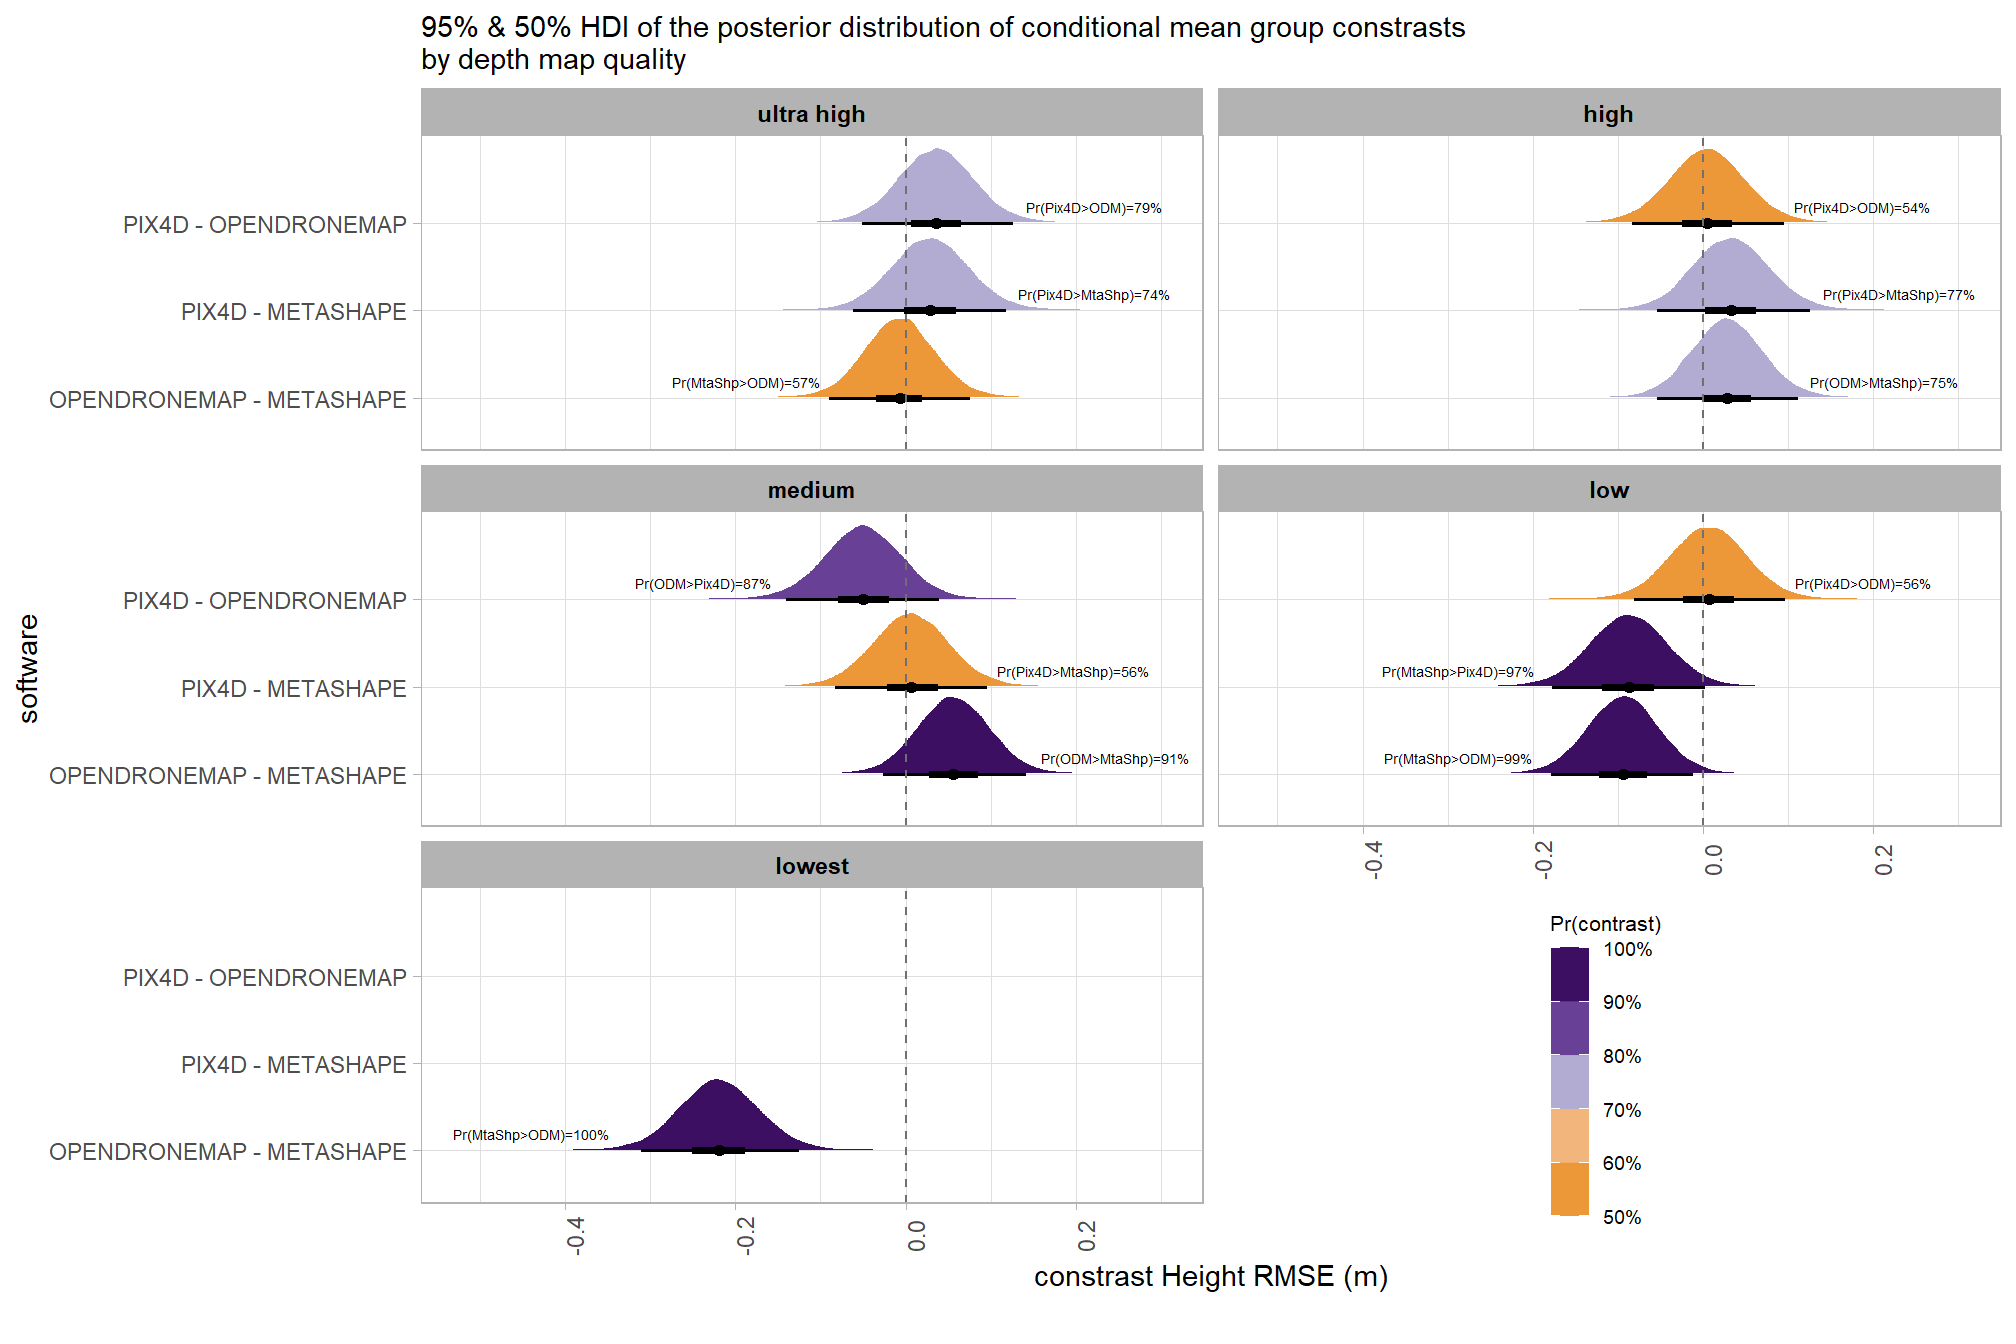 95% & 50% HDI of the posterior distribution of conditional mean group constrasts
by depth map quality
ultra high
high
PIX4D - OPENDRONEMAP
PIX4D - METASHAPE
OPENDRONEMAP - METASHAPE
Pr(Pix4D>ODM)=79%
Pr(Pix4D>MtaShp)=74%
Pr(MtaShp>ODM)=57%
Pr(Pix4D>ODM)=54%
Pr(Pix4D>MtaShp)=77%
Pr(ODM>MtaShp)=75%
medium
low
software
PIX4D - OPENDRONEMAP
PIX4D - METASHAPE
OPENDRONEMAP - METASHAPE
Pr(ODM>Pix4D)=87%
Pr(Pix4D>MtaShp)=56%
Pr(ODM>MtaShp)=91%
Pr(Pix4D>ODM)=56%
Pr(MtaShp>Pix4D)=97%
Pr(MtaShp>ODM)=99%
-0.4
-0.2
0.0
0.2
lowest
PIX4D - OPENDRONEMAP
PIX4D - METASHAPE
OPENDRONEMAP - METASHAPE
Pr(MtaShp>ODM)=100%
-0.4
-0.2
0.0
0.2
Pr(contrast)
100%
90%
80%
70%
60%
50%
constrast Height RMSE (m)